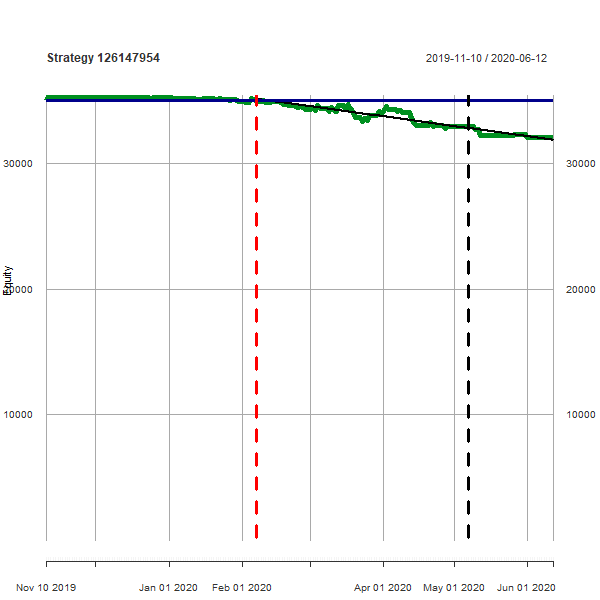 Strategy 126147954
2019-11-10 / 2020-06-12
30000
30000
Equity
20000
20000
10000
10000
Nov 10 2019
Jan 01 2020
Feb 01 2020
Apr 01 2020
May 01 2020
Jun 01 2020